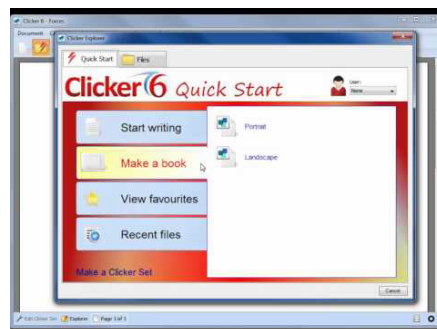 Clicker 6 - Forces
Document
Clicker Explorer
Quick Start
Files
Clicker 6 Quick Start
User:
None
Start writing
Portrait
Make a book
Landscape
View favourites
Recent files
Make a Clicker Set
Cancel
Edit Clicker Set
Explorer
Page 1 of 1